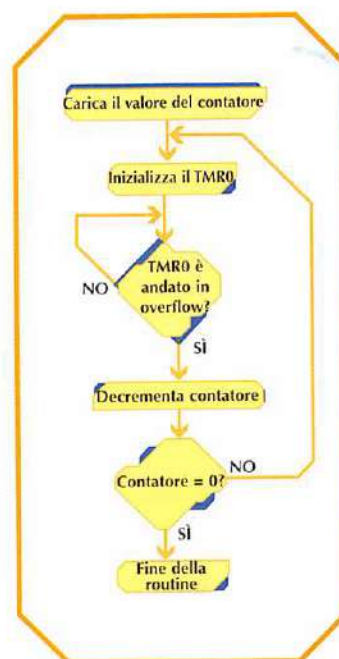 Carica il valore del contatore
Inizializza il TMR0
TMR0 è
andato in
overflow?
NO
SÌ
Decrementa contatore
Contatore = 0?
NO
SÌ
Fine della
routine